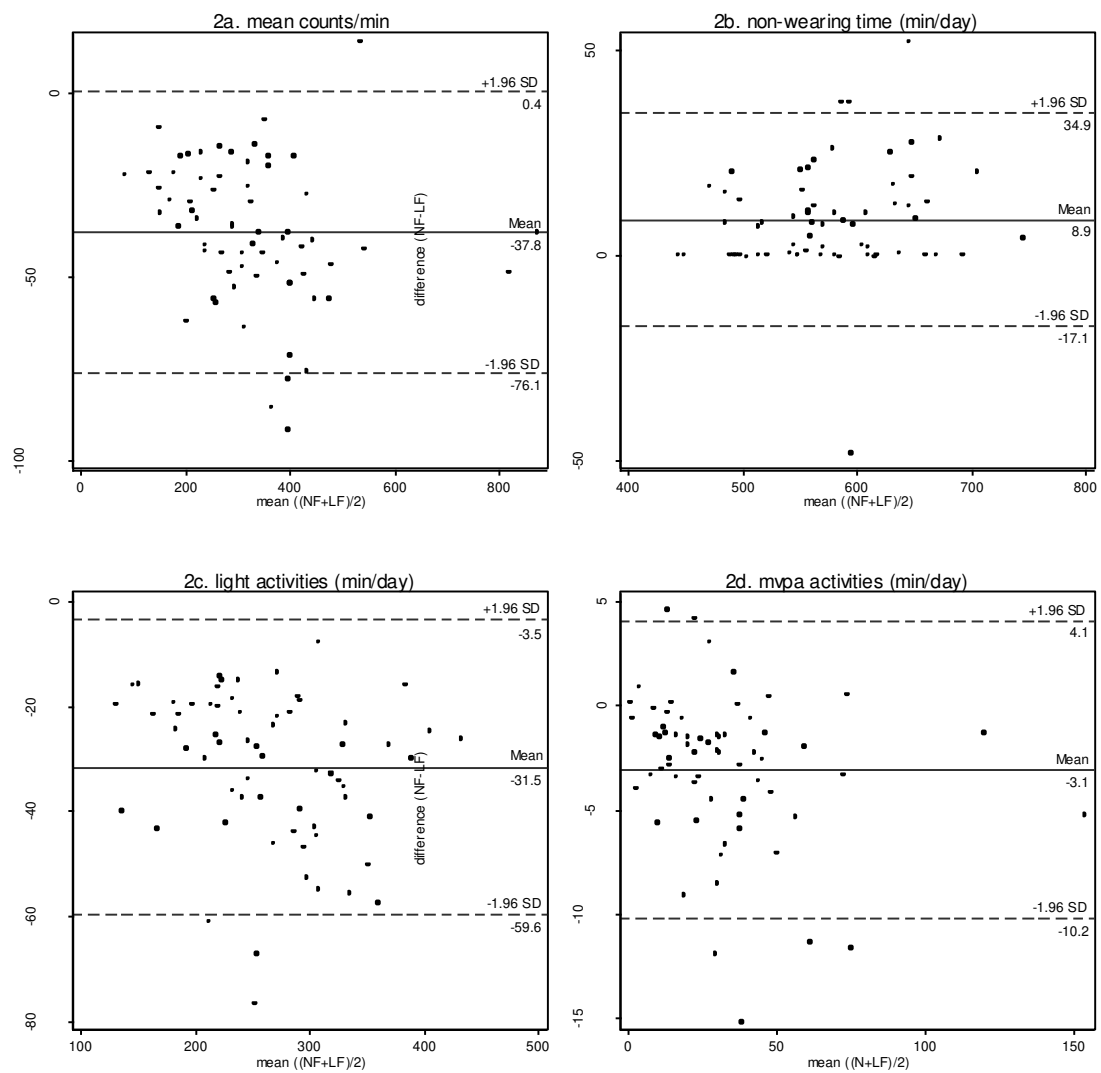 2a. mean counts/min
0
-50
-100
+1.96 SD
0.4
Mean
-37.8
-1.96 SD
-76.1
0 200 400 600 800
mean ((NF+LF)/2)
difference (NF-LF)
2b. non-wearing time (min/day)
50
0
-50
+1.96 SD
34.9
Mean
8.9
-1.96 SD
-17.1
400 500 600 700 800
mean ((NF+LF)/2)
2c. light activities (min/day)
0
-20
-40
-60
-80
+1.96 SD
-3.5
Mean
-31.5
-1.96 SD
-59.6
100 200 300 400 500
mean ((NF+LF)/2)
difference (NF-LF)
2d. mvpa activities (min/day)
5
0
-5
-10
-15
+1.96 SD
4.1
Mean
-3.1
-1.96 SD
-10.2
0 50 100 150
mean ((N+LF)/2)